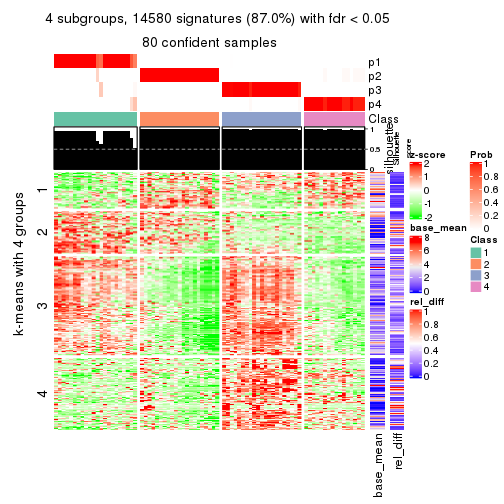 4 subgroups, 14580 signatures (87.0%) with fdr < 0.05
80 confident samples
p1
p2
p3
p4
Class
1
0.5
0
silhouette
Silhouette
score
k-means with 4 groups
1
2
3
4
base_mean
rel_diff
z-score
2
1
0
-1
-2
base_mean
8
6
4
2
0
rel_diff
1
0.8
0.6
0.4
0.2
0
Prob
1
0.8
0.6
0.4
0.2
0
Class
1
2
3
4